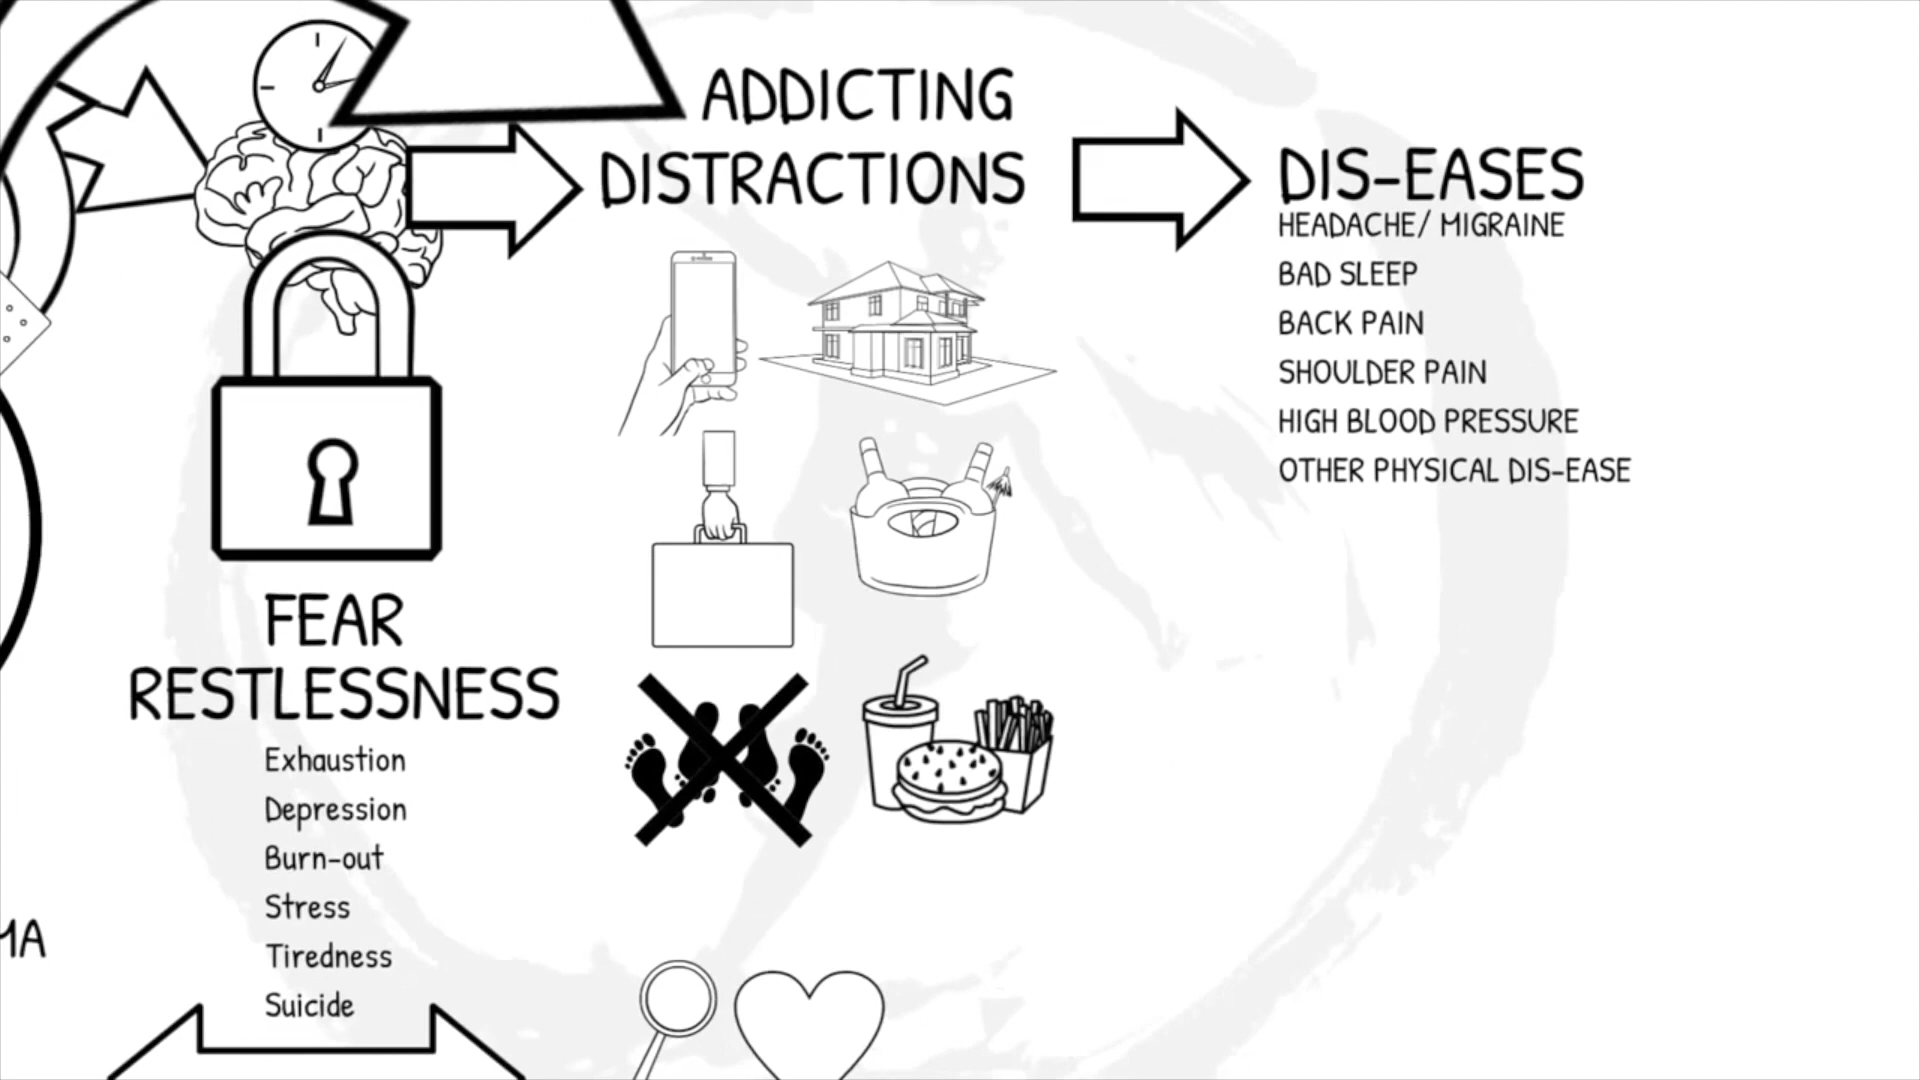 ADDICTING
DISTRACTIONS
DIS-EASES
HEADACHE/ MIGRAINE
BAD SLEEP
BACK PAIN
SHOULDER PAIN
HIGH BLOOD PRESSURE
OTHER PHYSICAL DIS-EASE
FEAR
RESTLESSNESS
Exhaustion
Depression
Burn-out
Stress
Tiredness
Suicide